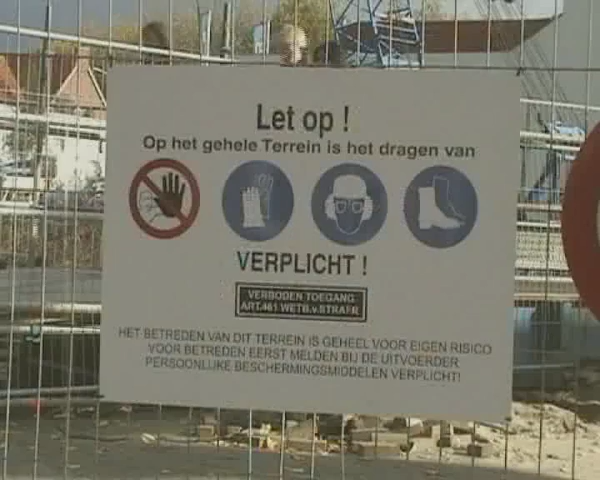 Let op !
Op het gehele Terrein is het dragen van
VERPLICHT !
VERBODEN TOEGANG
ART.461 WETB.v.STRAFR
HET BETREDEN VAN DIT TERREIN IS GEHEEL VOOR EIGEN RISICO
VOOR BETREDEN EERST MELDEN BIJ DE UITVOERDER
PERSOONLIJKE BESCHERMINGSMIDDELEN VERPLICHT!